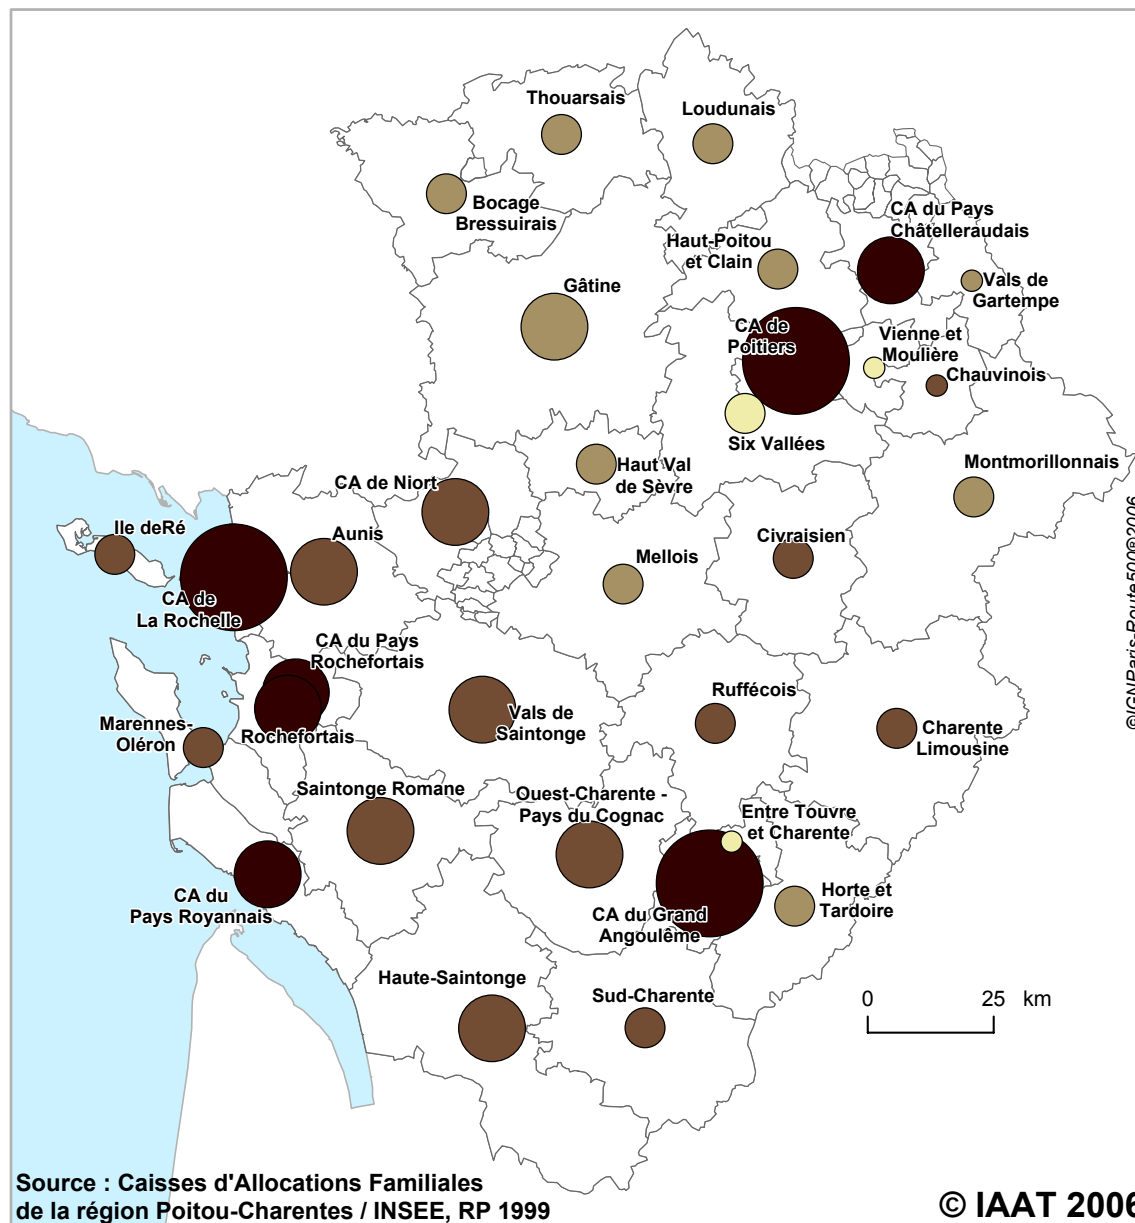 Thouarsais
Loudunais
Bocage
Bressuirais
CA du Pays
Châtelleraudais
Haut-Poitou
et Clain
Gâtine
Vals de
Gartempe
CA de
Poitiers
Vienne et
Moulière
Chauvinois
Six Vallées
Haut Val
de Sèvre
Montmorillonnais
CA de Niort
Ile deRé
Aunis
Civraisien
Mellois
CA de
La Rochelle
CA du Pays
Rochefortais
Rochefortais
Marennes-
Oléron
Vals de
Saintonge
Ruffécois
Charente
Limousine
Saintonge Romane
Ouest-Charente -
Pays du Cognac
Entre Touvre
et Charente
CA du
Pays Royannais
CA du Grand
Angoulême
Horte et
Tardoire
Haute-Saintonge
Sud-Charente
0 25 km
©IGNParis-Route500®2006
Source : Caisses d'Allocations Familiales
de la région Poitou-Charentes / INSEE, RP 1999
© IAAT 2006